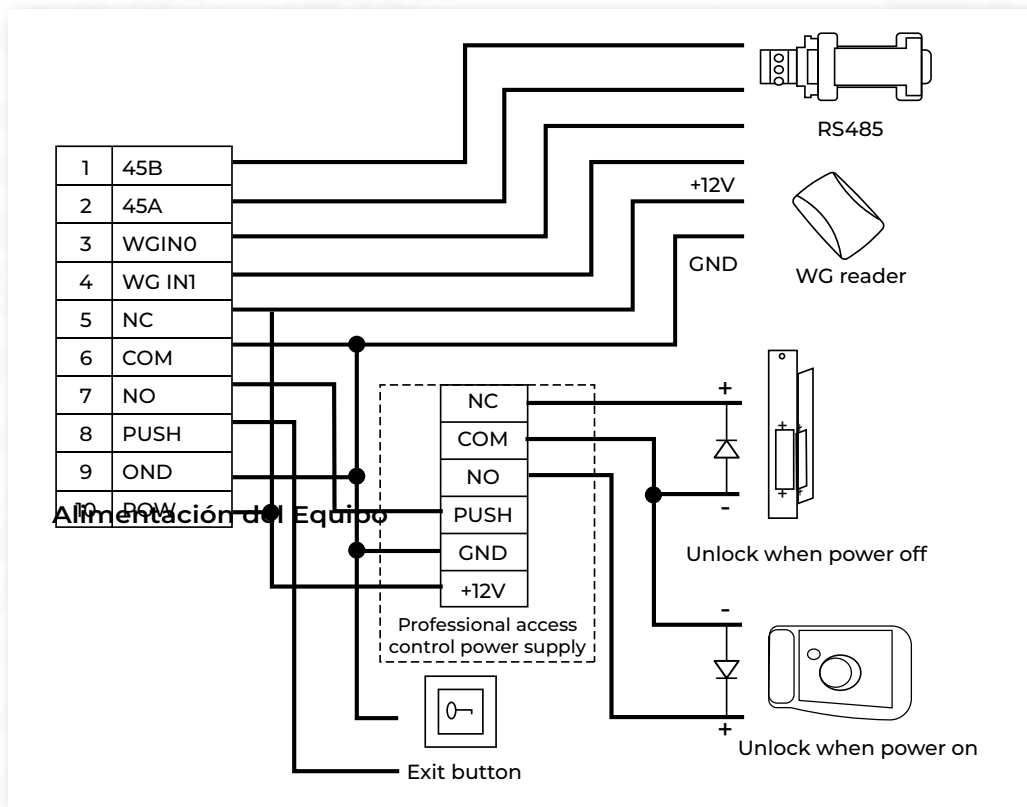 RS485
+12V
GND
WG reader
1 45B
2 45A
3 WGIN0
4 WG IN1
5 NC
6 COM
7 NO
8 PUSH
9 OND
10 POW
Alimentación del Equipo
NC
COM
NO
PUSH
GND
+12V
Professional access
control power supply
+
-
Unlock when power off
-
+
Unlock when power on
Exit button